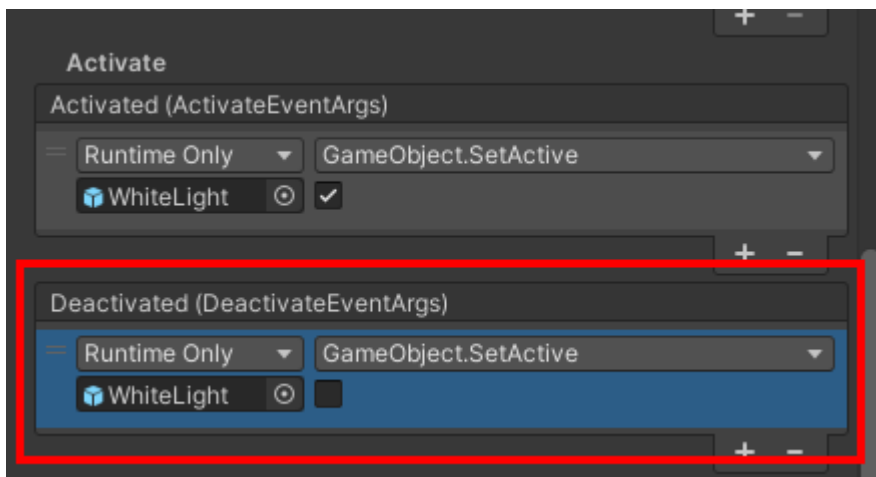 Activate
Activated (ActivateEventArgs)
Runtime Only GameObject.SetActive
WhiteLight
Deactivated (DeactivateEventArgs)
Runtime Only GameObject.SetActive
WhiteLight